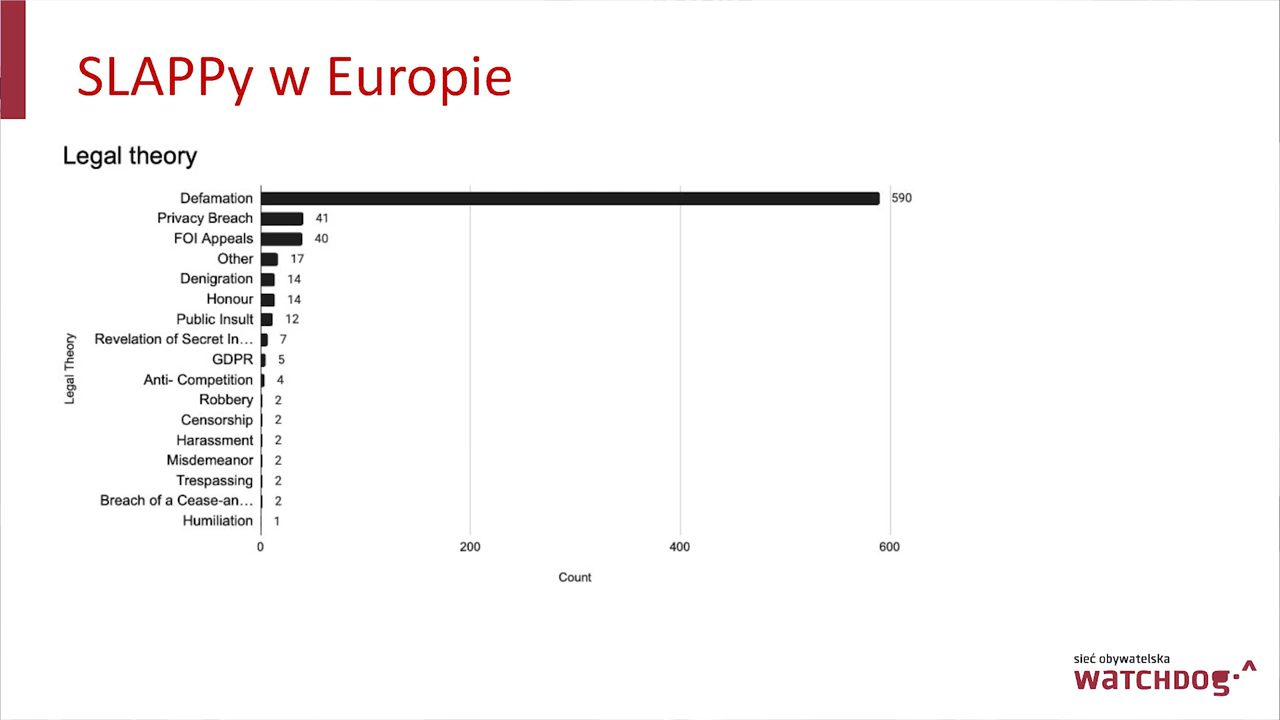 SLAPPy w Europie
Legal theory
Legal Theory
Defamation 590
Privacy Breach 41
FOI Appeals 40
Other 17
Denigration 14
Honour 14
Public Insult 12
Revelation of Secret In... 7
GDPR 5
Anti- Competition 4
Robbery 2
Censorship 2
Harassment 2
Misdemeanor 2
Trespassing 2
Breach of a Cease-an... 2
Humiliation 1
0 200 400 600
Count
sieć obywatelska
WATCHDOG.^